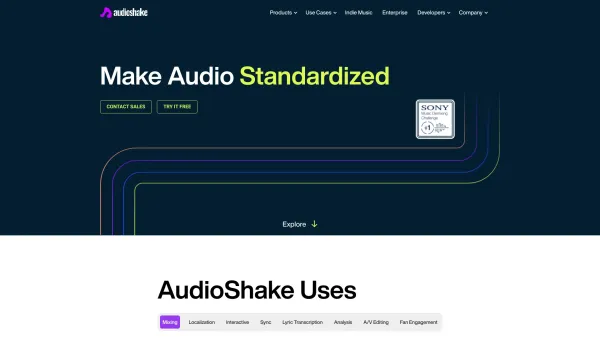 audioshake
Products Use Cases Indie Music Enterprise Developers Company
Make Audio Standardized
CONTACT SALES TRY IT FREE
SONY
Music Demixing
Challenge
#1
Explore
AudioShake Uses
Mixing Localization Interactive Sync Lyric Transcription Analysis A/V Editing Fan Engagement